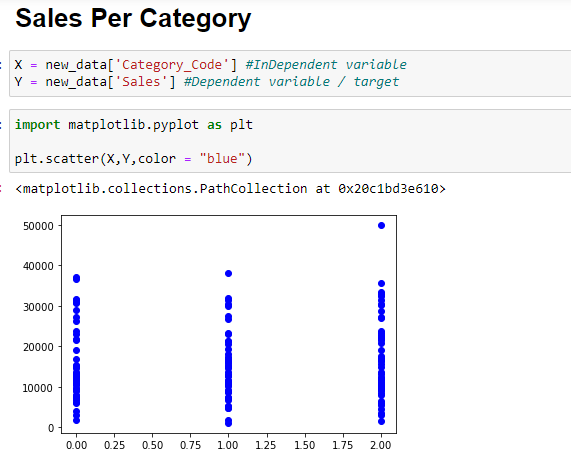 Sales Per Category
X = new_data['Category_Code'] #InDependent variable
Y = new_data['Sales'] #Dependent variable / target
import matplotlib.pyplot as plt
plt.scatter(X,Y,color = "blue")
<matplotlib.collections.PathCollection at 0x20c1bd3e610>
50000
40000
30000
20000
10000
0
0.00 0.25 0.50 0.75 1.00 1.25 1.50 1.75 2.00